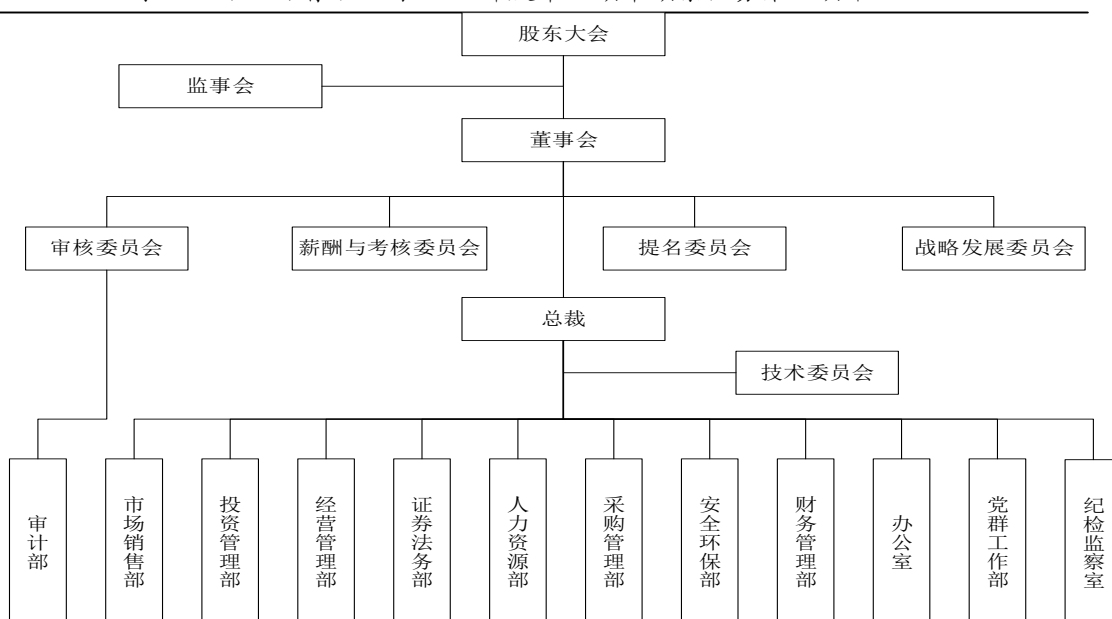 股东大会
监事会
董事会
审核委员会
薪酬与考核委员会
提名委员会
战略发展委员会
总裁
技术委员会
审计部
市场销售部
投资管理部
经营管理部
证券法务部
人力资源部
采购管理部
安全环保部
财务管理部
办公室
党群工作部
纪检监察室